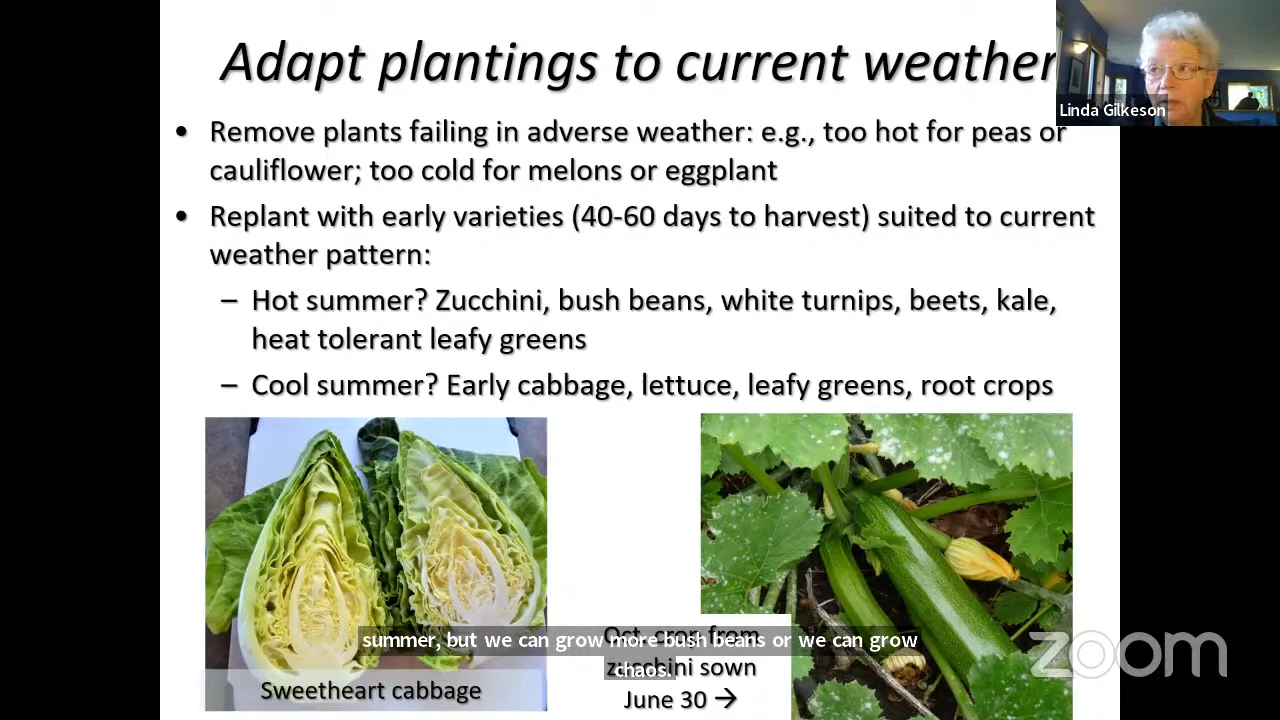 Adapt plantings to current weather
Linda Gilkeson
• Remove plants failing in adverse weather: e.g., too hot for peas or
cauliflower; too cold for melons or eggplant
• Replant with early varieties (40-60 days to harvest) suited to current
weather pattern:
– Hot summer? Zucchini, bush beans, white turnips, beets, kale,
heat tolerant leafy greens
– Cool summer? Early cabbage, lettuce, leafy greens, root crops
Oct. crop from
zucchini sown
June 30 →
summer, but we can grow more bush beans or we can grow
chaos.
Sweetheart cabbage
zoom